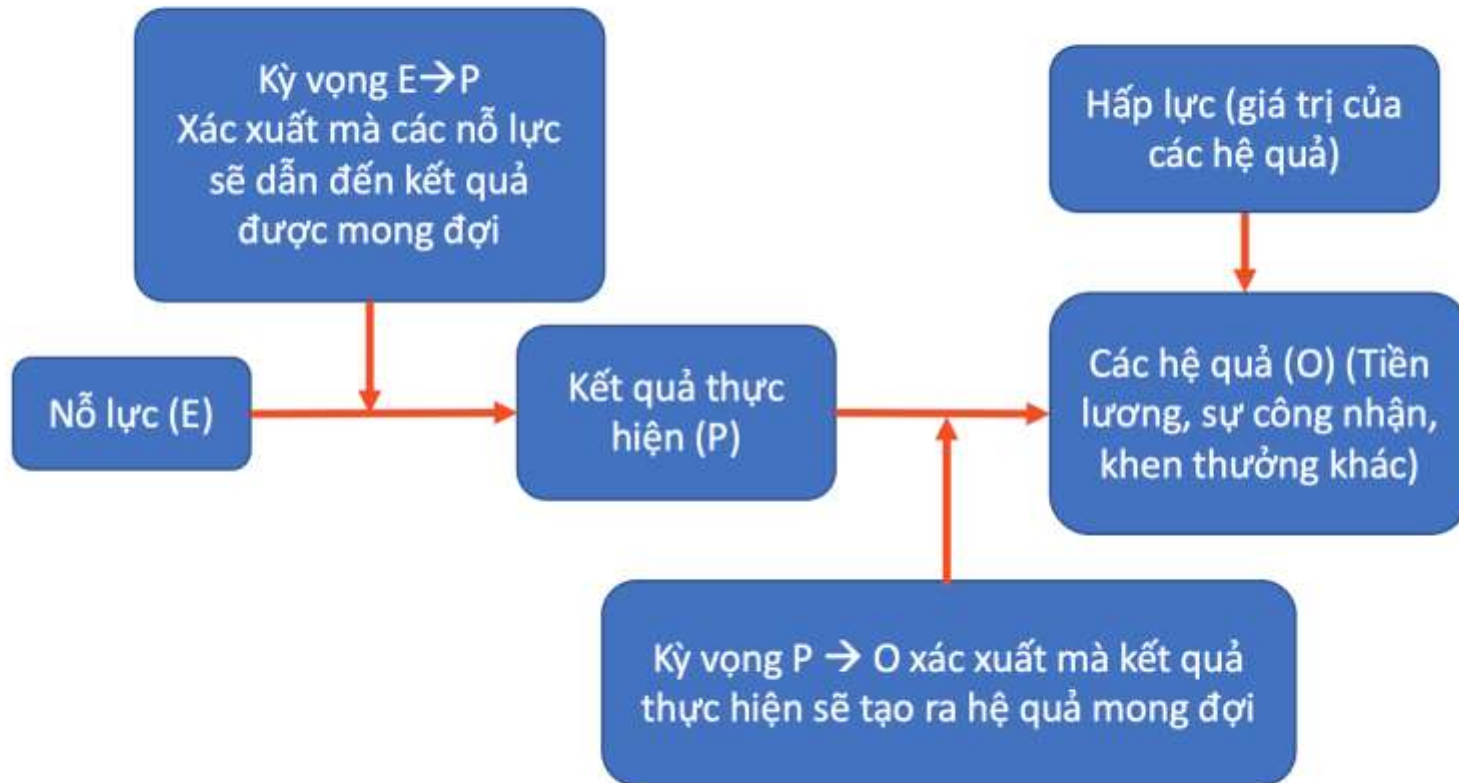 Kỳ vọng E→P
Xác xuất mà các nỗ lực
sẽ dẫn đến kết quả
được mong đợi
Hấp lực (giá trị của
các hệ quả)
Nỗ lực (E)
Kết quả thực
hiện (P)
Các hệ quả (O) (Tiền
lương, sự công nhận,
khen thưởng khác)
Kỳ vọng P → O xác xuất mà kết quả
thực hiện sẽ tạo ra hệ quả mong đợi